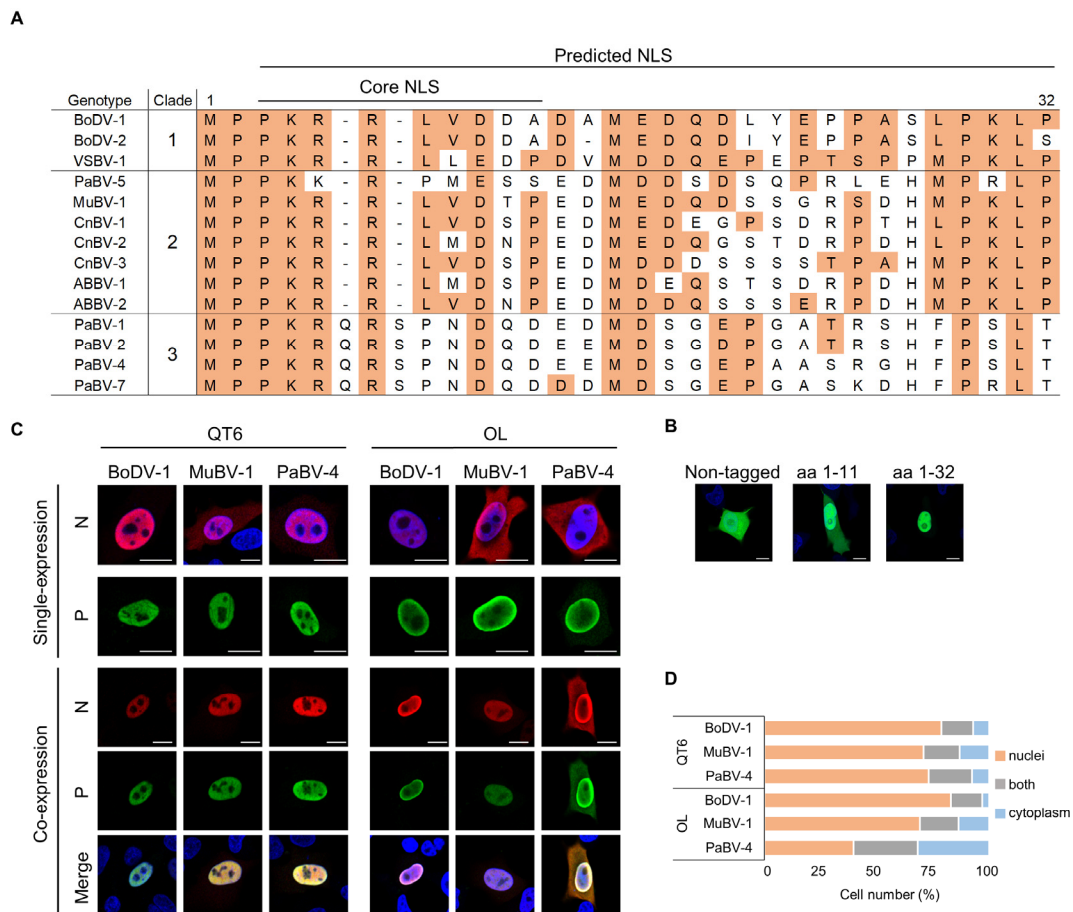 A
Predicted NLS
Core NLS
Genotype Clade 1 32
BoDV-1 M P P K R - R - L V D D A D A M E D Q D L Y E P P A S L P K L P
BoDV-2 1 M P P K R - R - L V D D A D - M E D Q D I Y E P P A S L P K L S
VSBV-1 M P P K R - R - L L E D P D V M D D Q E P E P T S P P M P K L P
PaBV-5 M P P K K - R - P M E S S E D M D D S D S Q P R L E H M P R L P
MuBV-1 M P P K R - R - L V D T P E D M E D Q D S S G R S D H M P K L P
CnBV-1 M P P K R - R - L V D S P E D M E D E G P S D R P T H L P K L P
CnBV-2 2 M P P K R - R - L M D N P E D M E D Q G S T D R P D H L P K L P
CnBV-3 M P P K R - R - L V D S P E D M E D D S S S S T P A H M P K L P
ABBV-1 M P P K R - R - L M D S P E D M D E Q S T S D R P D H M P K L P
ABBV-2 M P P K R - R - L V D N P E D M E D Q S S S E R P D H M P K L P
PaBV-1 M P P K R Q R S P N D Q D E D M D S G E P G A T R S H F P S L T
PaBV-2 3 M P P K R Q R S P N D Q D E D M D S G D P G A T R S H F P S L T
PaBV-4 M P P K R Q R S P N D Q D E E M D S G E P A A S R G H F P S L T
PaBV-7 M P P K R Q R S P N D Q D D D M D S G E P G A S K D H F P R L T
C
QT6 OL
BoDV-1 MuBV-1 PaBV-4 BoDV-1 MuBV-1 PaBV-4
Single-expression
N
P
Co-expression
N
P
Merge
B
Non-tagged aa 1-11 aa 1-32
D
QT6
BoDV-1
MuBV-1
PaBV-4
OL
BoDV-1
MuBV-1
PaBV-4
nuclei
both
cytoplasm
0 25 50 75 100
Cell number (%)